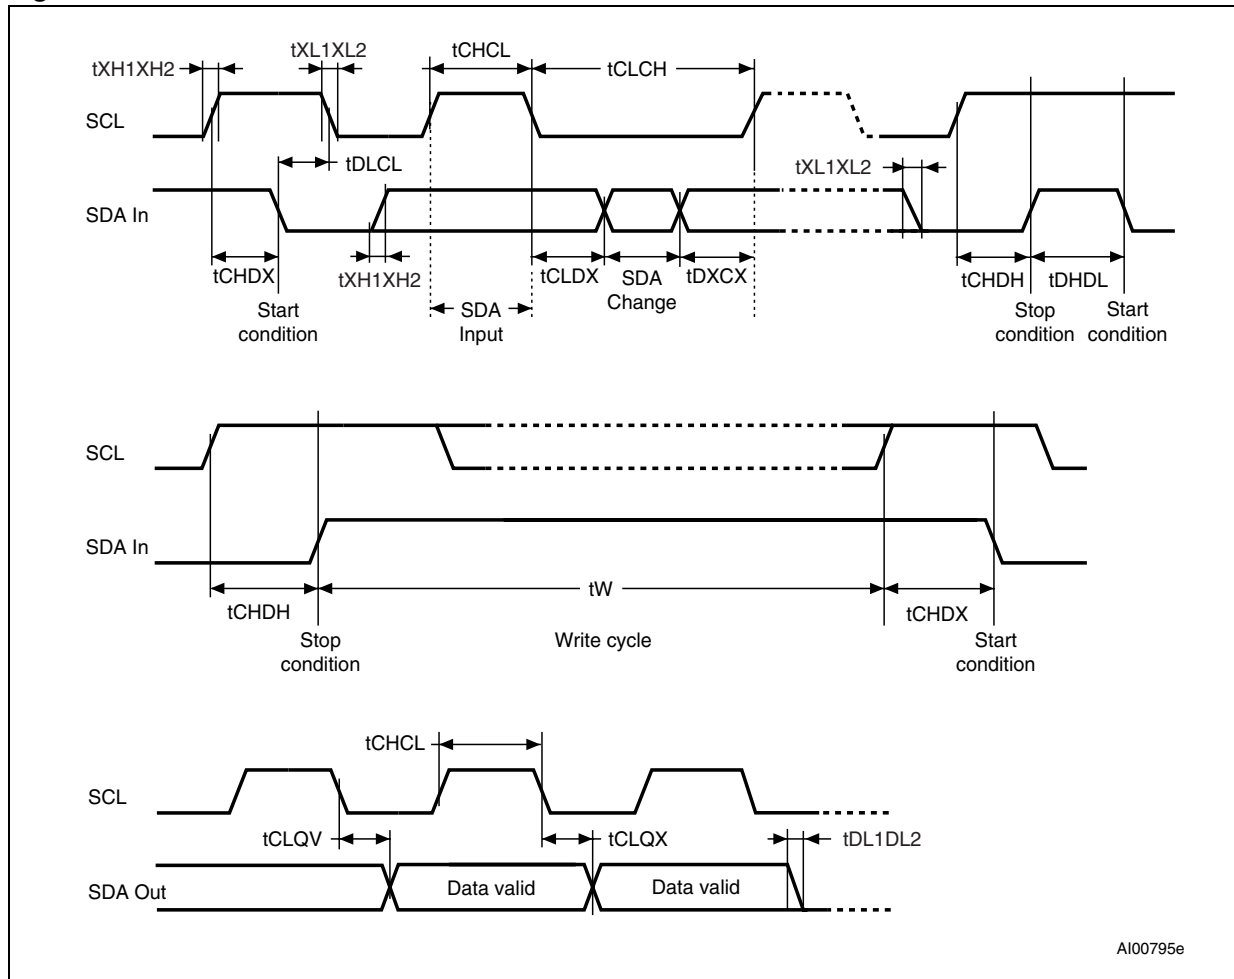 tXH1XH2
tXL1XL2
tCHCL
tCLCH
SCL
tDLCL
tXL1XL2
SDA In
tCHDX
tXH1XH2
tCLDX
SDA
Change
tDXCX
tCHDH
tDHDL
Start
condition
SDA
Input
Stop
condition
Start
condition
SCL
SDA In
tCHDH
tW
tCHDX
Stop
condition
Write cycle
Start
condition
tCHCL
SCL
tCLQV
tCLQX
tDL1DL2
SDA Out
Data valid
Data valid
AI00795e